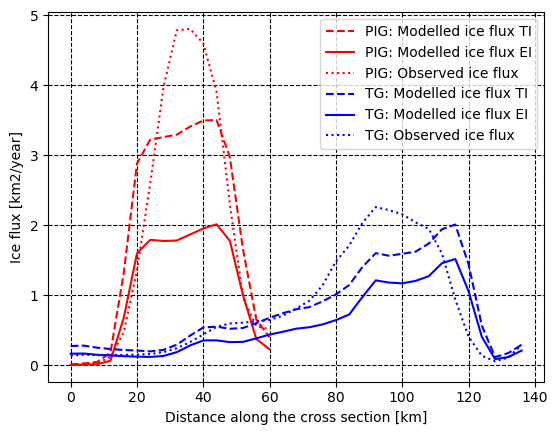 PIG: Modelled ice flux TI
PIG: Modelled ice flux EI
PIG: Observed ice flux
TG: Modelled ice flux TI
TG: Modelled ice flux EI
TG: Observed ice flux
Ice flux [km2/year]
5
4
3
2
1
0
0 20 40 60 80 100 120 140
Distance along the cross section [km]